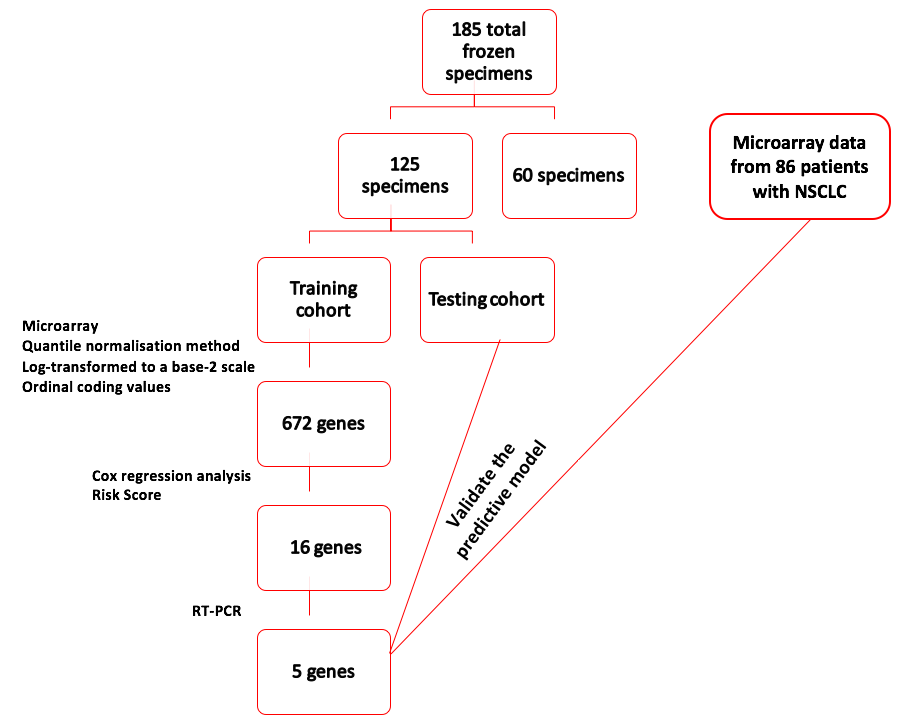 185 total
frozen
specimens
125
specimens
60 specimens
Microarray data
from 86 patients
with NSCLC
Training
cohort
Testing cohort
Microarray
Quantile normalisation method
Log-transformed to a base-2 scale
Ordinal coding values
672 genes
Cox regression analysis
Risk Score
Validate the
predictive model
16 genes
RT-PCR
5 genes